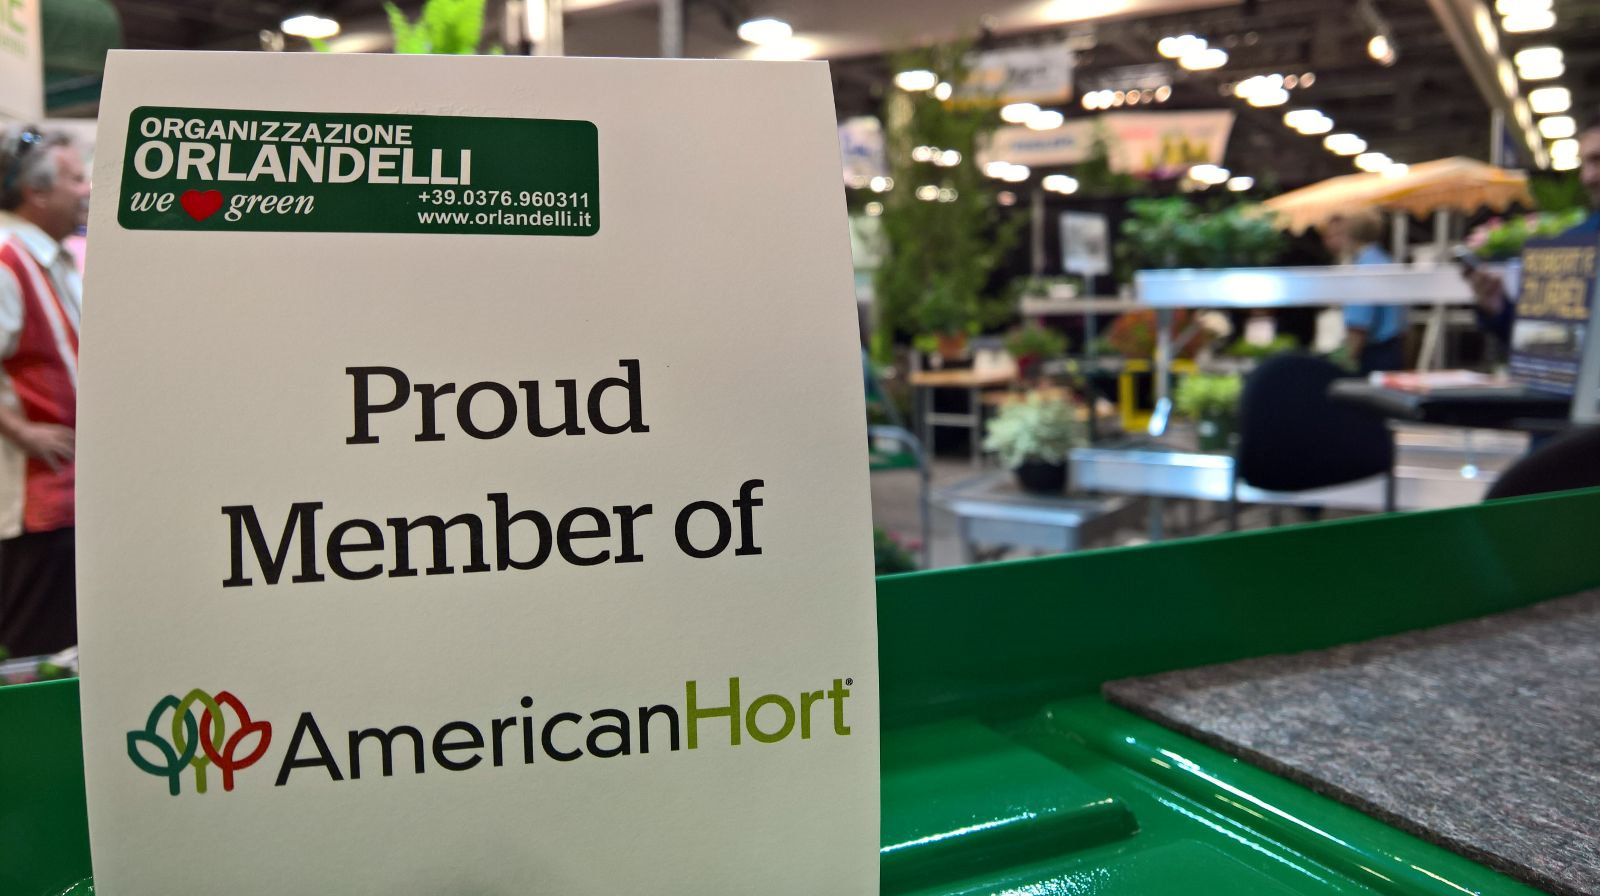 ORGANIZZAZIONE
ORLANDELLI
we green
+39.0376.960311
www.orlandelli.it
Proud
Member of
AmericanHort®